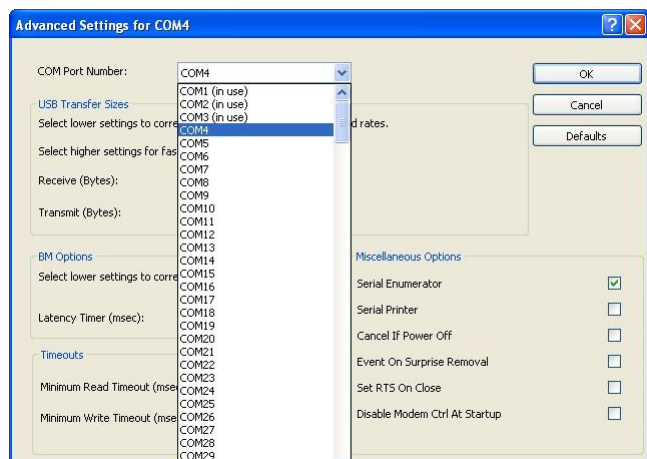 Advanced Settings for COM4
COM Port Number:
COM4
OK
Cancel
Defaults
COM1 (in use)
COM2 (in use)
COM3 (in use)
COM4
COM5
COM6
COM7
COM8
COM9
COM10
COM11
COM12
COM13
COM14
COM15
COM16
COM17
COM18
COM19
COM20
COM21
COM22
COM23
COM24
COM25
COM26
COM27
COM28
COM29
USB Transfer Sizes
Select lower settings to d rates.
Select higher settings for
Receive (Bytes):
Transmit (Bytes):
BM Options
Select lower settings to
Latency Timer (msec):
Timeouts
Minimum Read Timeout
Minimum Write Timeout
Miscellaneous Options
Serial Enumerator
Serial Printer
Cancel If Power Off
Event On Surprise Removal
Set RTS On Close
Disable Modem Ctrl At Startup